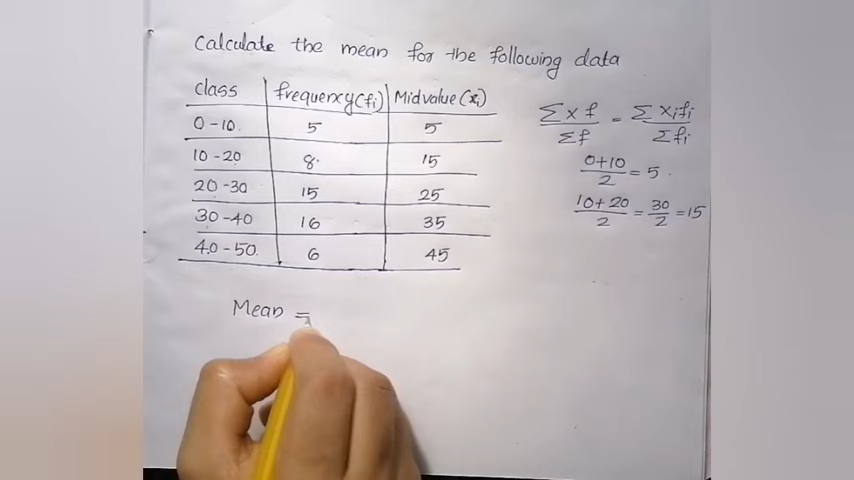 Calculate the mean for the following data
class frequency(fi) Midvalue(xi)
0-10 5 5
10-20 8 15
20-30 15 25
30-40 16 35
40-50 6 45
Σxf/Σf = Σxifi/Σfi
0+10/2 = 5
10+20/2 = 30/2 = 15
Mean =